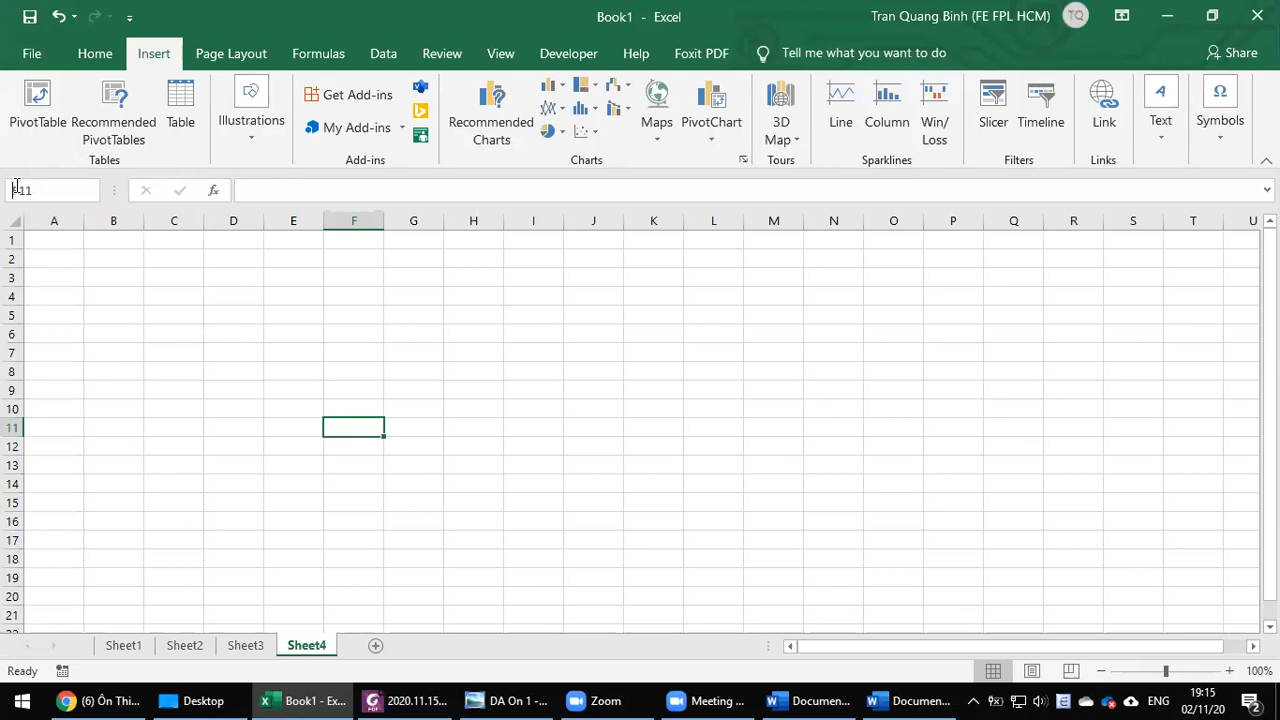 Book1 - Excel
Tran Quang Binh (FE FPL HCM) TQ
File Home Insert Page Layout Formulas Data Review View Developer Help Foxit PDF Tell me what you want to do Share
PivotTable Recommended PivotTables Table Illustrations Get Add-ins My Add-ins Recommended Charts Maps PivotChart 3D Map Line Column Win/Loss Slicer Timeline Link Text Symbols
Tables Add-ins Charts Tours Sparklines Filters Links
F11 fx
A B C D E F G H I J K L M N O P Q R S T U
1
2
3
4
5
6
7
8
9
10
11
12
13
14
15
16
17
18
19
20
21
Sheet1 Sheet2 Sheet3 Sheet4
Ready 100%
(6) Ôn Thi... Desktop Book1 - Exc... 2020.11.15... DA On 1 -... Zoom Meeting ... Docume... Documen... ENG 19:15
02/11/20 2